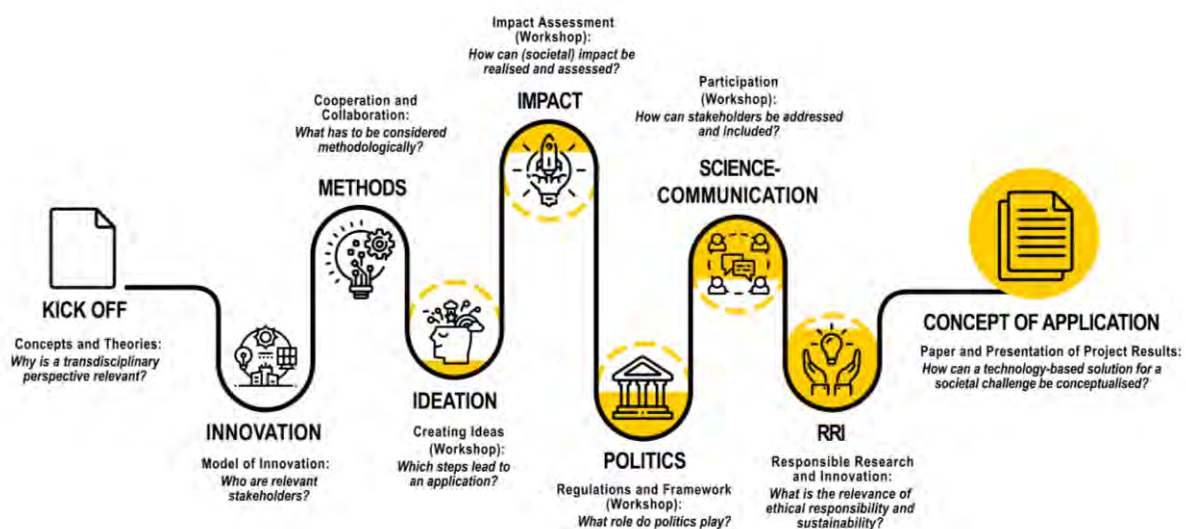 KICK OFF
Concepts and Theories:
Why is a transdisciplinary
perspective relevant?
INNOVATION
Model of Innovation:
Who are relevant
stakeholders?
Cooperation and
Collaboration:
What has to be considered
methodologically?
METHODS
IDEATION
Creating Ideas
(Workshop):
Which steps lead to
an application?
Impact Assessment
(Workshop):
How can (societal) impact be
realised and assessed?
IMPACT
POLITICS
Regulations and Framework
(Workshop):
What role do politics play?
Participation
(Workshop):
How can stakeholders be addressed
and included?
SCIENCE-
COMMUNICATION
RRI
Responsible Research
and Innovation:
What is the relevance of
ethical responsibility and
sustainability?
CONCEPT OF APPLICATION
Paper and Presentation of Project Results:
How can a technology-based solution for a
societal challenge be conceptualised?